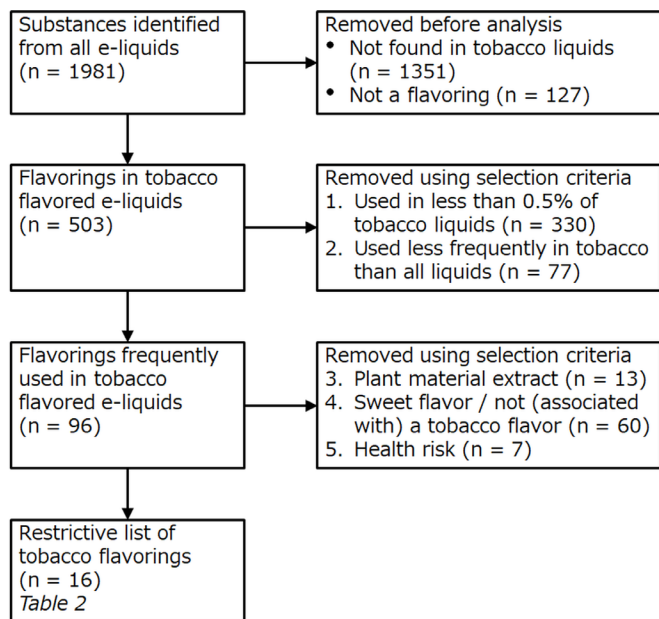 Substances identified
from all e-liquids
(n = 1981)
Removed before analysis
• Not found in tobacco liquids
(n = 1351)
• Not a flavoring (n = 127)
Flavorings in tobacco
flavored e-liquids
(n = 503)
Removed using selection criteria
1. Used in less than 0.5% of
tobacco liquids (n = 330)
2. Used less frequently in tobacco
than all liquids (n = 77)
Flavorings frequently
used in tobacco
flavored e-liquids
(n = 96)
Removed using selection criteria
3. Plant material extract (n = 13)
4. Sweet flavor / not (associated
with) a tobacco flavor (n = 60)
5. Health risk (n = 7)
Restrictive list of
tobacco flavorings
(n = 16)
Table 2